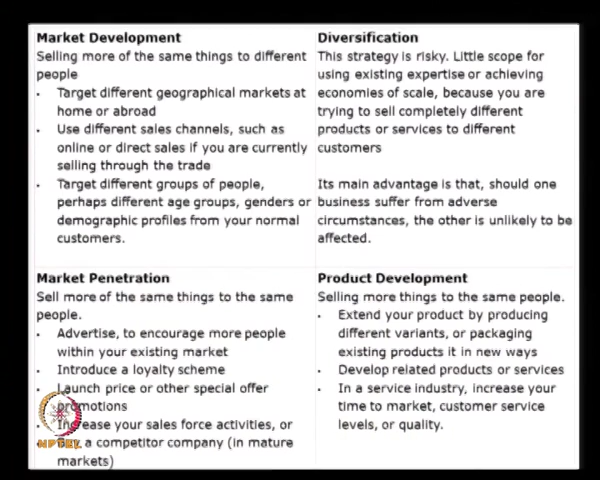 Market Development
Selling more of the same things to different
people
• Target different geographical markets at
home or abroad
• Use different sales channels, such as
online or direct sales if you are currently
selling through the trade
• Target different groups of people,
perhaps different age groups, genders or
demographic profiles from your normal
customers.
Diversification
This strategy is risky. Little scope for
using existing expertise or achieving
economies of scale, because you are
trying to sell completely different
products or services to different
customers
Its main advantage is that, should one
business suffer from adverse
circumstances, the other is unlikely to be
affected.
Market Penetration
Sell more of the same things to the same
people.
• Advertise, to encourage more people
within your existing market
• Introduce a loyalty scheme
• Launch price or other special offer
promotions
• Increase your sales force activities, or
• Buy a competitor company (in mature
markets)
Product Development
Selling more things to the same people.
• Extend your product by producing
different variants, or packaging
existing products it in new ways
• Develop related products or services
• In a service industry, increase your
time to market, customer service
levels, or quality.
NPTEL